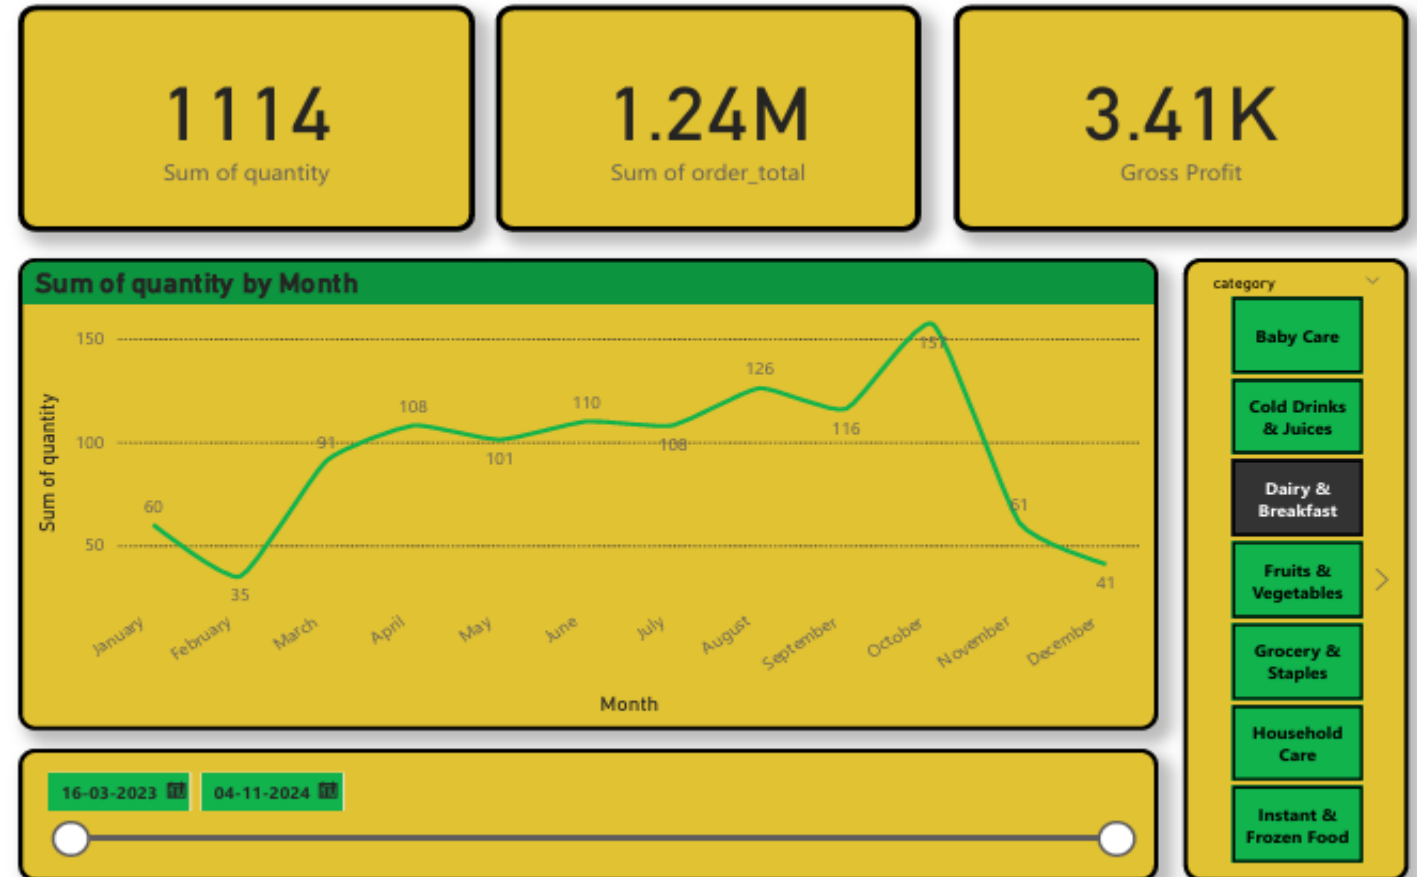 1114
Sum of quantity
1.24M
Sum of order_total
3.41K
Gross Profit
Sum of quantity by Month
150
100
50
Sum of quantity
60
35
91
108
101
110
108
126
116
157
61
41
January
February
March
April
May
June
July
August
September
October
November
December
Month
16-03-2023
04-11-2024
category
Baby Care
Cold Drinks
& Juices
Dairy &
Breakfast
Fruits &
Vegetables
Grocery &
Staples
Household
Care
Instant &
Frozen Food